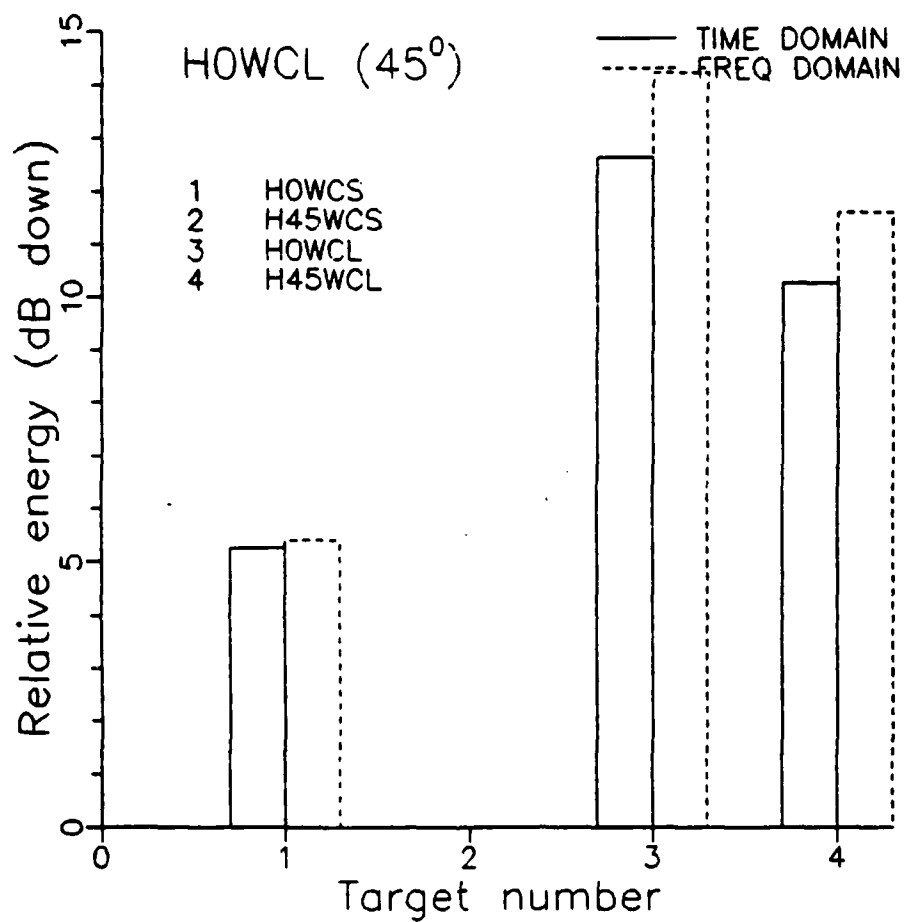 HOWCL (45⁰)
TIME DOMAIN
FREQ DOMAIN
1 HOWCS
2 H45WCS
3 HOWCL
4 H45WCL
Relative energy (dB down)
15
10
5
0
0 1 2 3 4
Target number